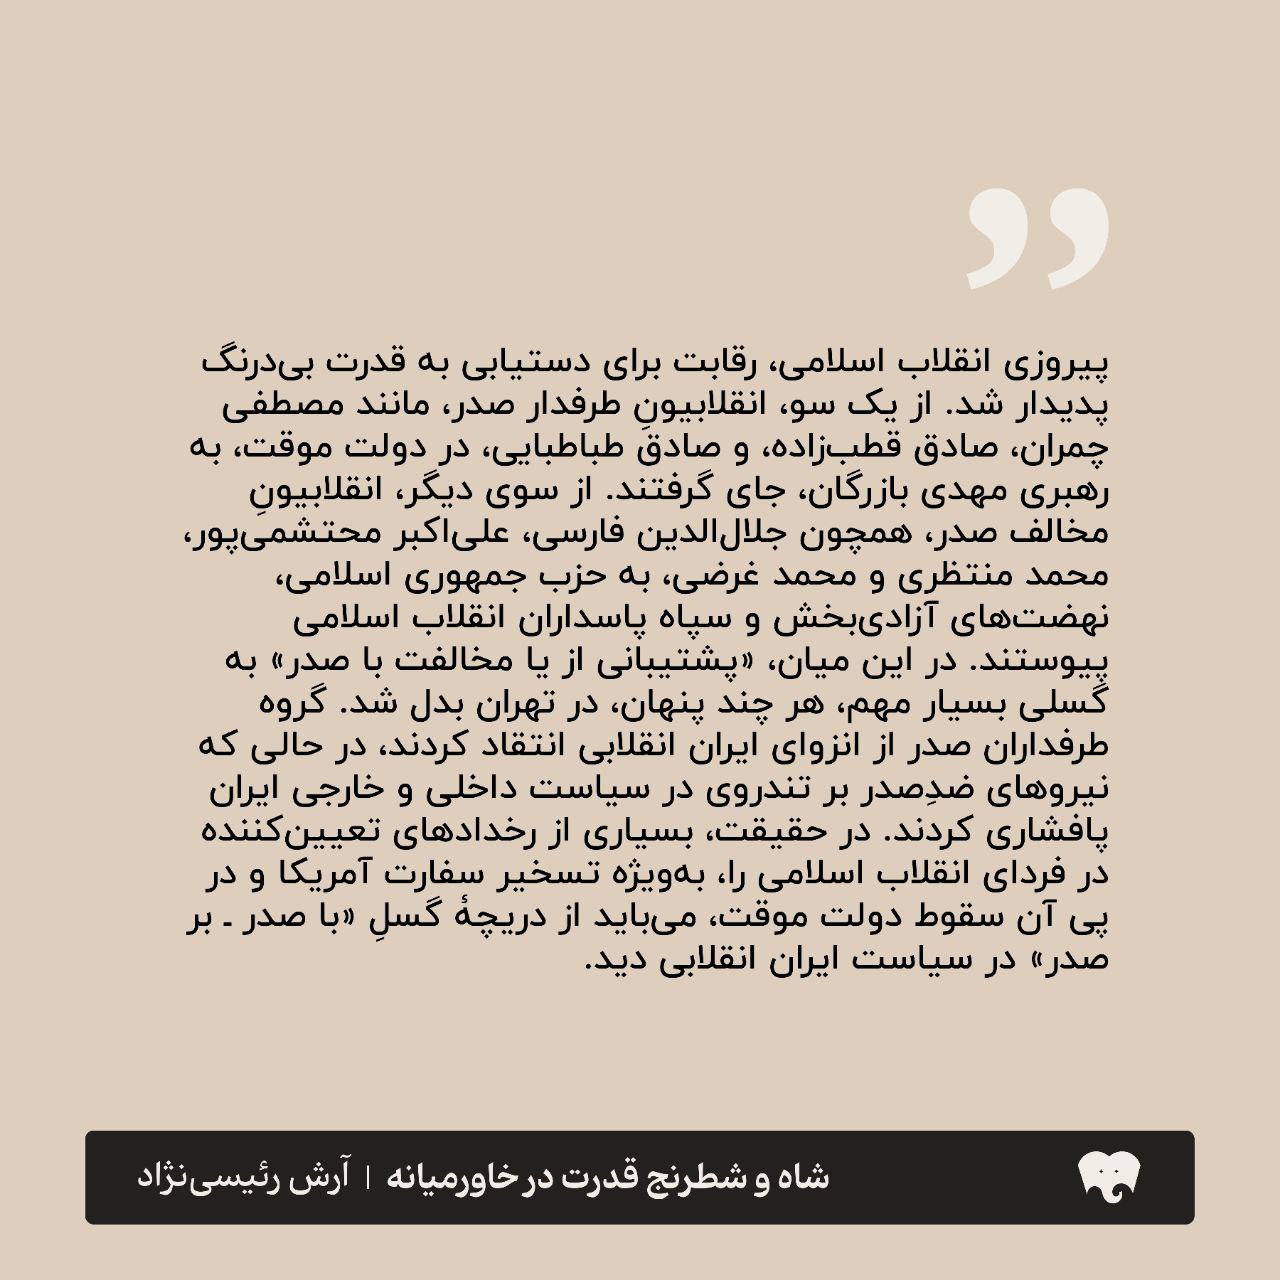 ”
پیروزی انقلاب اسلامی، رقابت برای دستیابی به قدرت بی‌درنگ
پدیدار شد. از یک سو، انقلابیونِ طرفدار صدر، مانند مصطفی
چمران، صادق قطب‌زاده، و صادق طباطبایی، در دولت موقت، به
رهبری مهدی بازرگان، جای گرفتند. از سوی دیگر، انقلابیونِ
مخالف صدر، همچون جلال‌الدین فارسی، علی‌اکبر محتشمی‌پور،
محمد منتظری و محمد غرضی، به حزب جمهوری اسلامی،
نهضت‌های آزادی‌بخش و سپاه پاسداران انقلاب اسلامی
پیوستند. در این میان، «پشتیبانی از یا مخالفت با صدر» به
گسلی بسیار مهم، هر چند پنهان، در تهران بدل شد. گروه
طرفداران صدر از انزوای ایران انقلابی انتقاد کردند، در حالی که
نیروهای ضدِصدر بر تندروی در سیاست داخلی و خارجی ایران
پافشاری کردند. در حقیقت، بسیاری از رخدادهای تعیین‌کننده
در فردای انقلاب اسلامی را، به‌ویژه تسخیر سفارت آمریکا و در
پی آن سقوط دولت موقت، می‌باید از دریچهٔ گسلِ «با صدر ـ بر
صدر» در سیاست ایران انقلابی دید.
شاه و شطرنج قدرت در خاورمیانه | آرش رئیسی‌نژاد